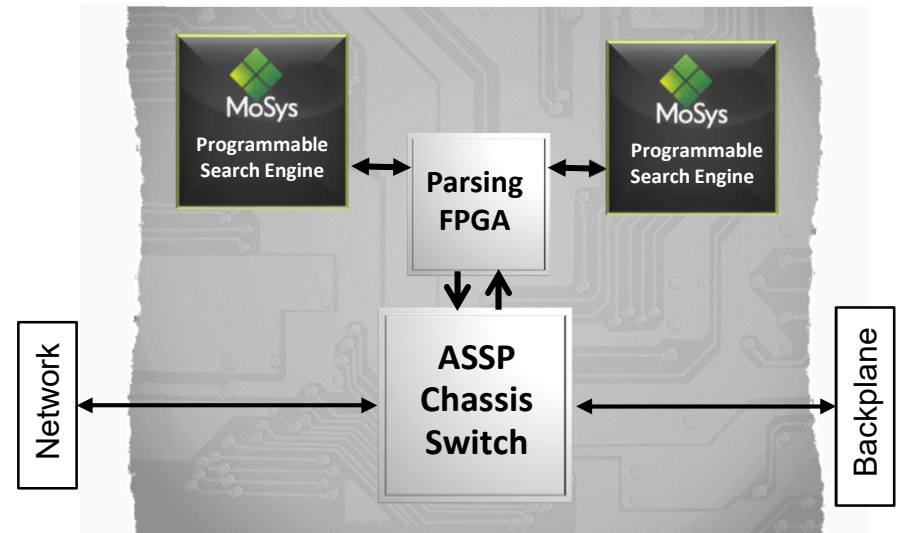 MoSys
Programmable
Search Engine
MoSys
Programmable
Search Engine
Parsing
FPGA
ASSP
Chassis
Switch
Network
Backplane